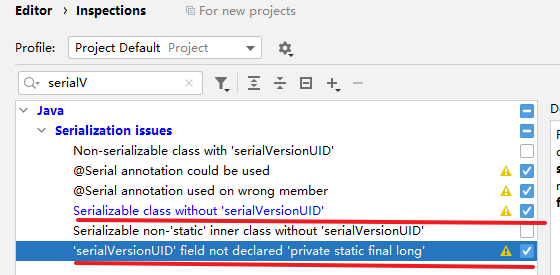 Editor › Inspections For new projects
Profile: Project Default Project
serialV
Java
Serialization issues
Non-serializable class with 'serialVersionUID'
@Serial annotation could be used
@Serial annotation used on wrong member
Serializable class without 'serialVersionUID'
Serializable non-'static' inner class without 'serialVersionUID'
'serialVersionUID' field not declared 'private static final long'